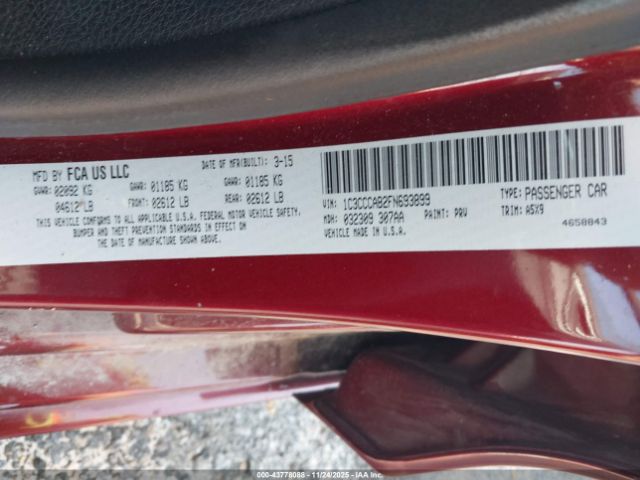 MFD BY FCA US LLC
DATE OF MFR(BUILT): 3-15
GVWR: 02092 KG
GAWR: 01185 KG
GAWR: 01185 KG
04612 LB
FRONT: 02612 LB
REAR: 02612 LB
THIS VEHICLE CONFORMS TO ALL APPLICABLE U.S.A. FEDERAL MOTOR VEHICLE SAFETY,
BUMPER AND THEFT PREVENTION STANDARDS IN EFFECT ON
THE DATE OF MANUFACTURE SHOWN ABOVE.
VIN: 1C3CCCAB2FN693899
TYPE: PASSENGER CAR
MDH: 032309 307AA
PAINT: PRV
TRIM: A5X9
VEHICLE MADE IN U.S.A.
4658843
000-43778088 - 11/24/2025 - IAAI.COM